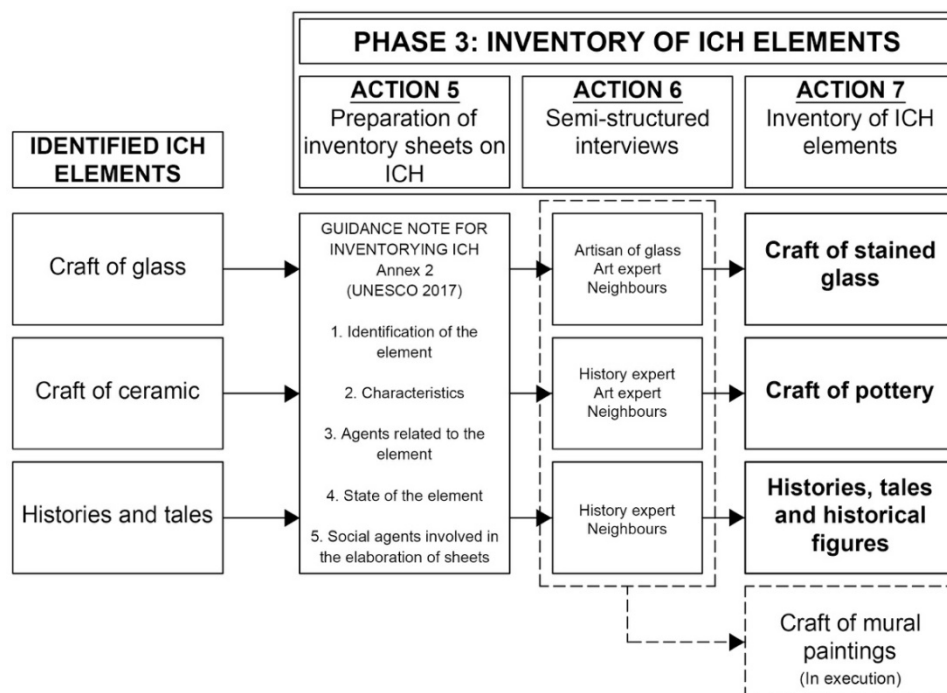 PHASE 3: INVENTORY OF ICH ELEMENTS
IDENTIFIED ICH
ELEMENTS
ACTION 5
Preparation of
inventory sheets on
ICH
ACTION 6
Semi-structured
interviews
ACTION 7
Inventory of ICH
elements
Craft of glass
GUIDANCE NOTE FOR
INVENTORYING ICH
Annex 2
(UNESCO 2017)
1. Identification of the
element
2. Characteristics
3. Agents related to the
element
4. State of the element
5. Social agents involved in
the elaboration of sheets
Artisan of glass
Art expert
Neighbours
Craft of stained
glass
Craft of ceramic
History expert
Art expert
Neighbours
Craft of pottery
Histories and tales
History expert
Neighbours
Histories, tales
and historical
figures
Craft of mural
paintings
(In execution)